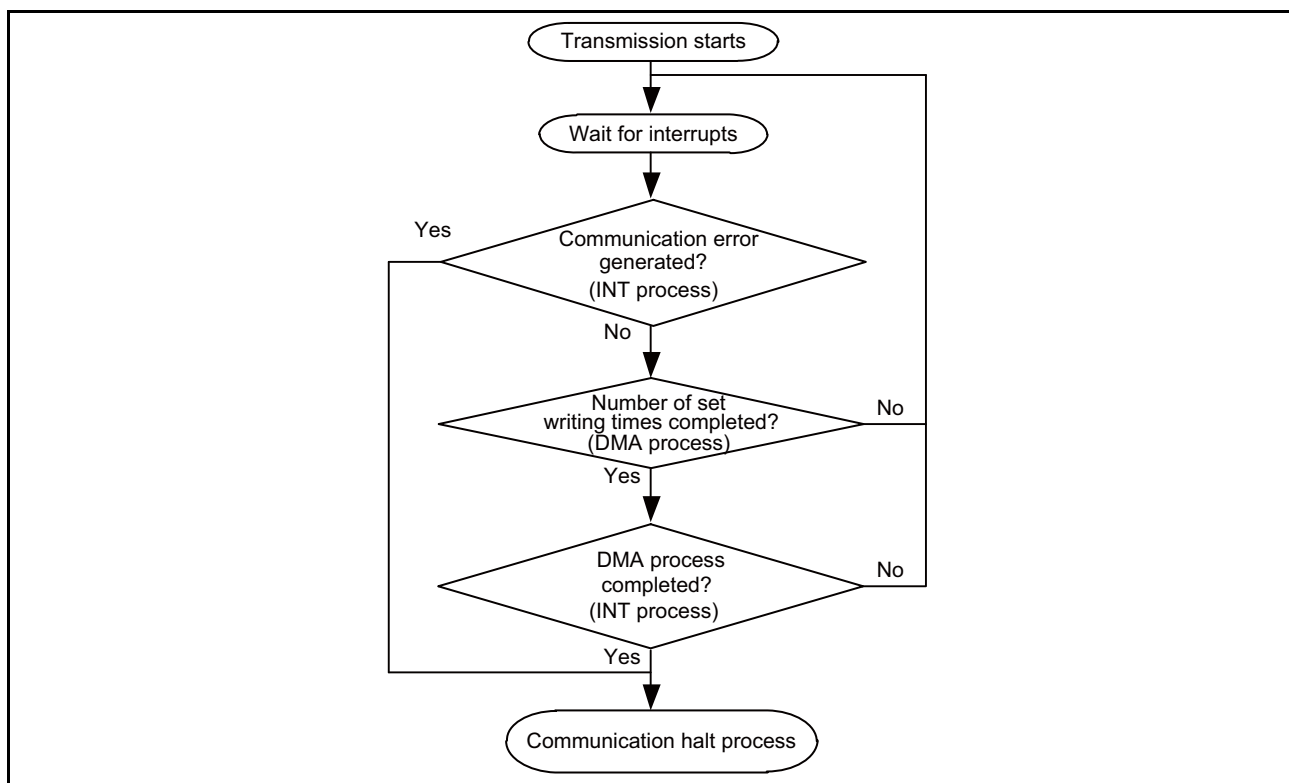 Transmission starts
Wait for interrupts
Yes
Communication error
generated?
(INT process)
No
Number of set
writing times completed?
(DMA process)
No
Yes
DMA process
completed?
(INT process)
No
Yes
Communication halt process